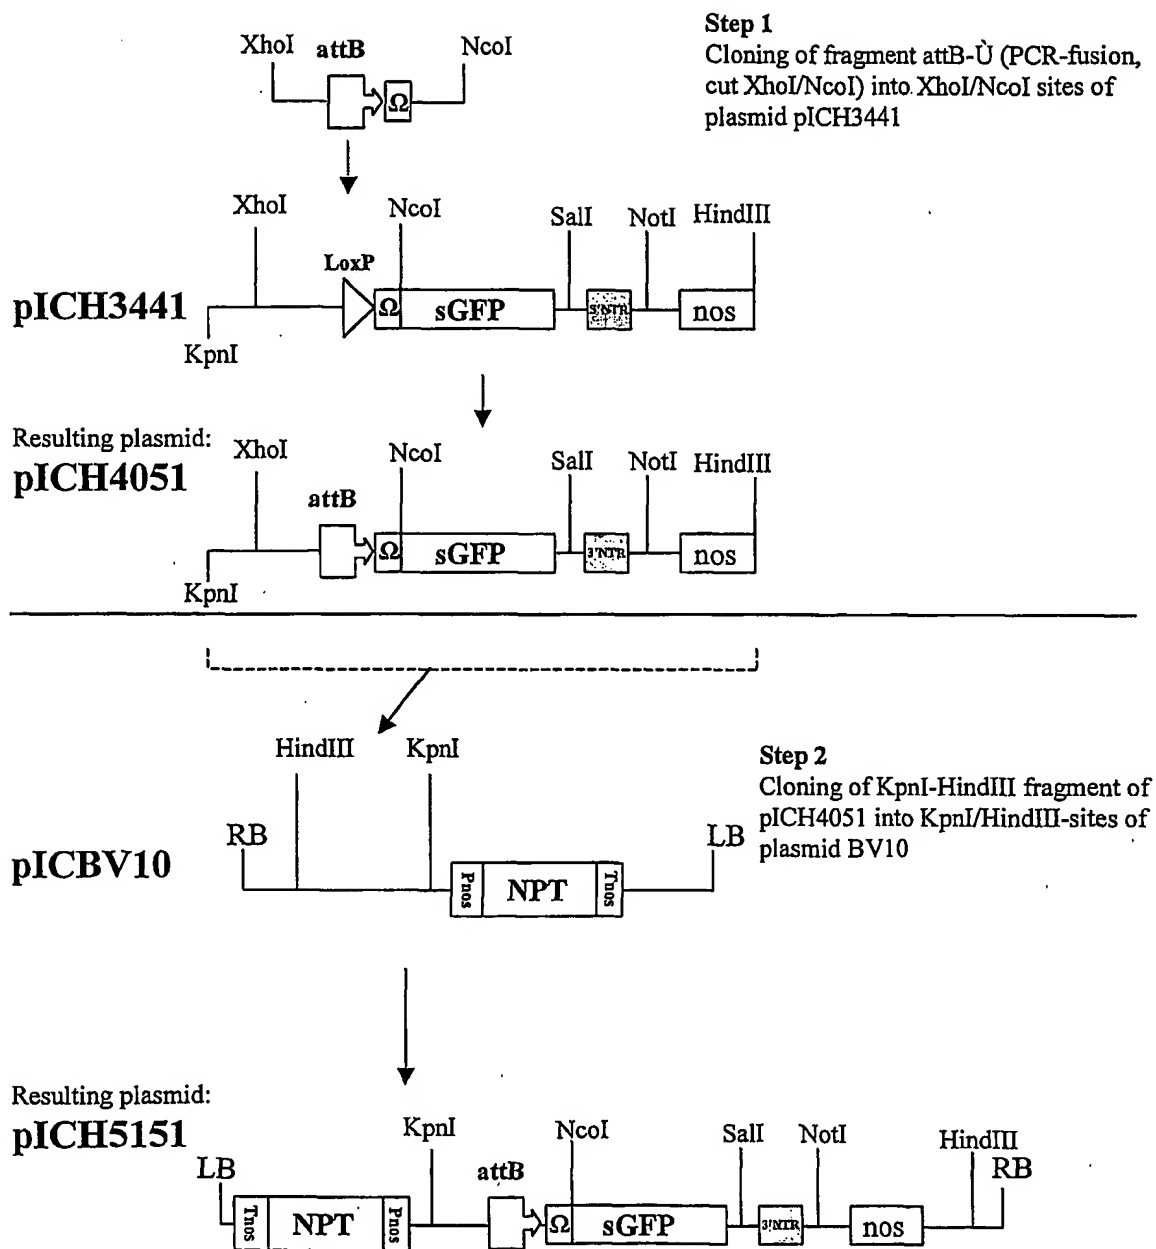 XhoI attB NcoI
Ω
Step 1
Cloning of fragment attB-Ù (PCR-fusion,
cut XhoI/NcoI) into XhoI/NcoI sites of
plasmid pICH3441
XhoI NcoI SalI NotI HindIII
LoxP
pICH3441
Ω sGFP 3'NTR nos
KpnI
Resulting plasmid:
pICH4051
XhoI NcoI SalI NotI HindIII
attB
Ω sGFP 3'NTR nos
KpnI
HindIII KpnI
Step 2
Cloning of KpnI-HindIII fragment of
pICH4051 into KpnI/HindIII-sites of
plasmid BV10
RB LB
pICBV10
Pnos NPT Tnos
Resulting plasmid:
pICH5151
KpnI NcoI SalI NotI HindIII
LB attB RB
Tnos NPT Pnos Ω sGFP 3'NTR nos